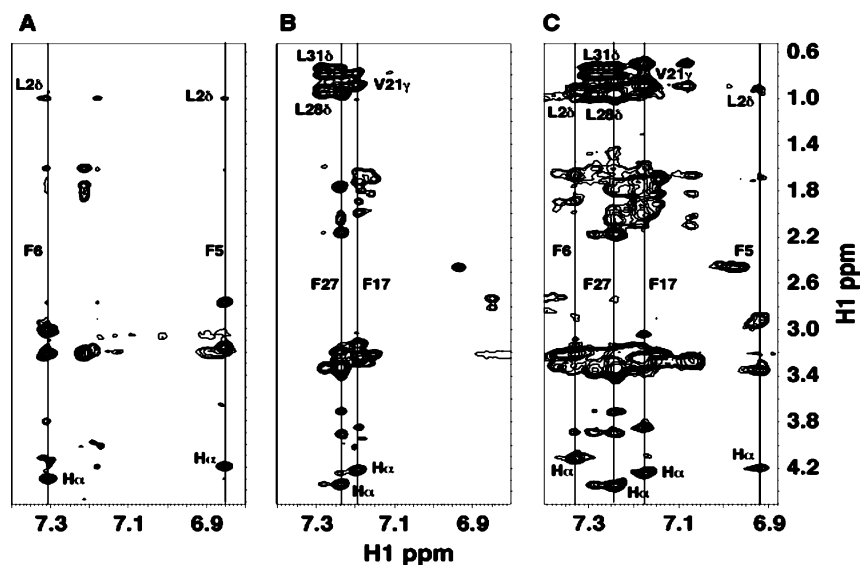 A
B
C
L31δ
L31δ
0.6
V21γ
V21γ
L2δ
L2δ
L28δ
L2δ
L28δ
L2δ
1.0
1.4
1.8
2.2
F6
F5
F6
F5
F27
F17
F27
F17
2.6
H1 ppm
3.0
3.4
3.8
Hα
Hα
Hα
Hα
Hα
Hα
Hα
Hα
4.2
7.3
7.1
6.9
7.3
7.1
6.9
7.3
7.1
6.9
H1 ppm